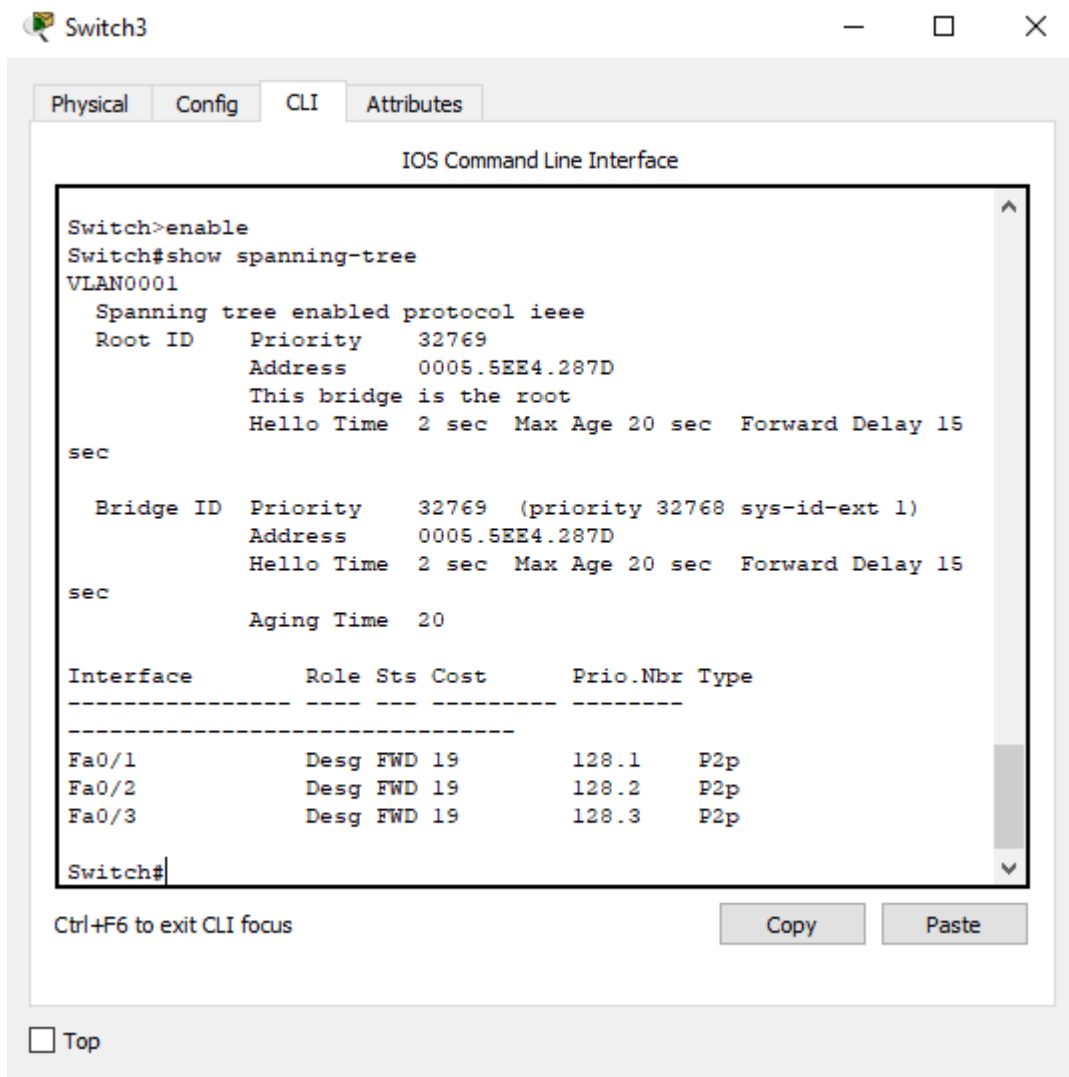 Switch3
Physical Config CLI Attributes
IOS Command Line Interface
Switch>enable
Switch#show spanning-tree
VLAN0001
  Spanning tree enabled protocol ieee
  Root ID    Priority    32769
             Address     0005.5EE4.287D
             This bridge is the root
             Hello Time  2 sec  Max Age 20 sec  Forward Delay 15
sec

  Bridge ID  Priority    32769  (priority 32768 sys-id-ext 1)
             Address     0005.5EE4.287D
             Hello Time  2 sec  Max Age 20 sec  Forward Delay 15
sec
             Aging Time  20

Interface        Role Sts Cost      Prio.Nbr Type
---------------- ---- --- --------- --------
--------------------------------
Fa0/1            Desg FWD 19        128.1    P2p
Fa0/2            Desg FWD 19        128.2    P2p
Fa0/3            Desg FWD 19        128.3    P2p

Switch#
Ctrl+F6 to exit CLI focus Copy Paste
Top